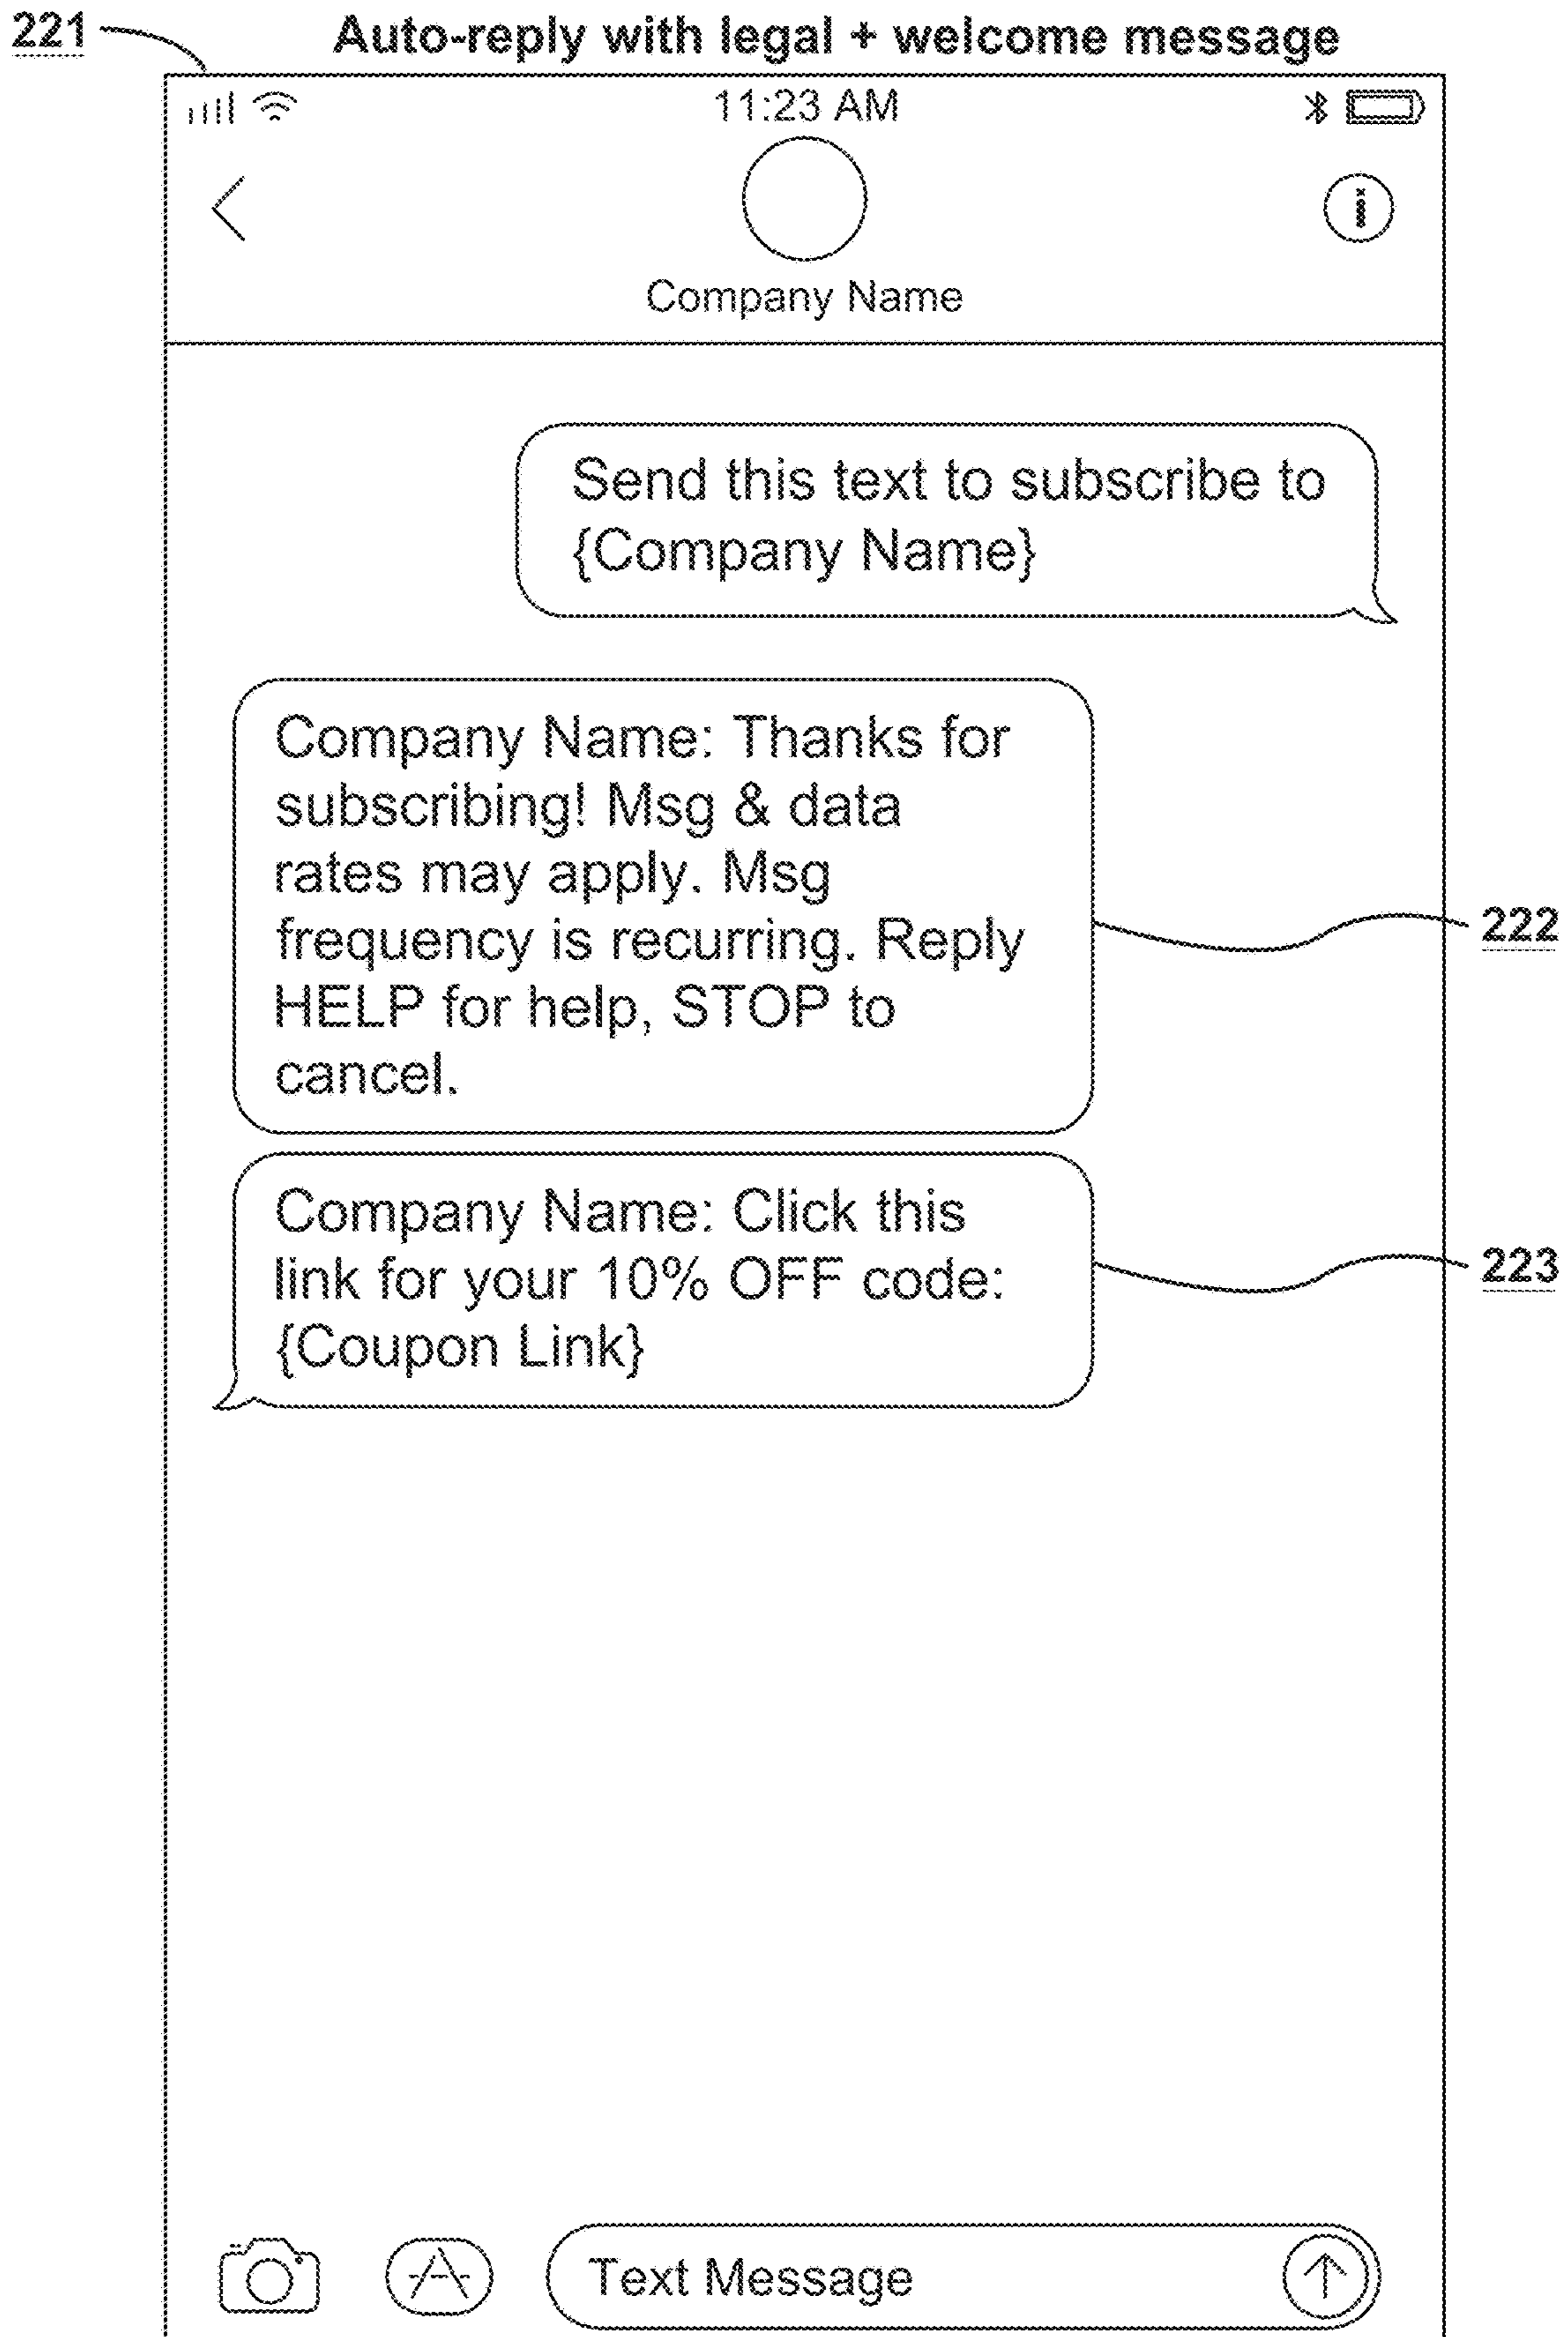 221
Auto-reply with legal + welcome message
11:23 AM
i
Company Name
Send this text to subscribe to
{Company Name}
Company Name: Thanks for
subscribing! Msg & data
rates may apply. Msg
frequency is recurring. Reply
HELP for help, STOP to
cancel.
222
Company Name: Click this
link for your 10% OFF code:
{Coupon Link}
223
Text Message